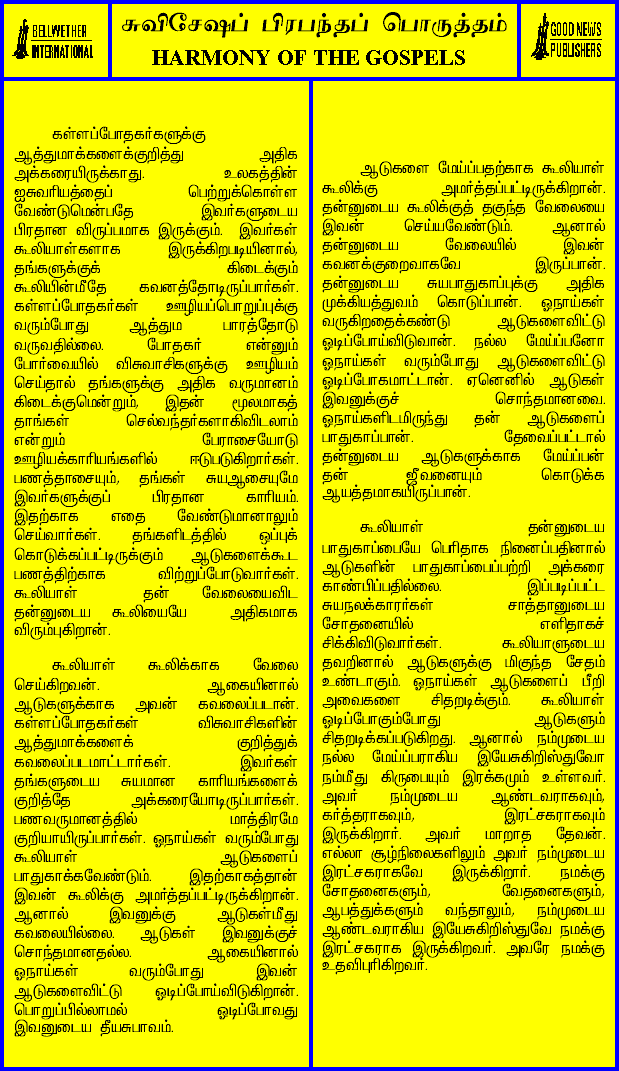 BELLWETHER
INTERNATIONAL
சுவிசேஷப் பிரபந்தப் பொருத்தம்
HARMONY OF THE GOSPELS
GOOD NEWS
PUBLISHERS
கள்ளப்போதகர்களுக்கு
ஆத்துமாக்களைக்குறித்து அதிக
அக்கரையிருக்காது. உலகத்தின்
ஐசுவரியத்தைப் பெற்றுக்கொள்ள
வேண்டுமென்பதே இவர்களுடைய
பிரதான விருப்பமாக இருக்கும். இவர்கள்
கூலியாள்களாக இருக்கிறபடியினால்,
தங்களுக்குக் கிடைக்கும்
கூலியின்மீதே கவனத்தோடிருப்பார்கள்.
கள்ளப்போதகர்கள் ஊழியப்பொறுப்புக்கு
வரும்போது ஆத்தும பாரத்தோடு
வருவதில்லை. போதகர் என்னும்
போர்வையில் விசுவாசிகளுக்கு ஊழியம்
செய்தால் தங்களுக்கு அதிக வருமானம்
கிடைக்குமென்றும், இதன் மூலமாகத்
தாங்கள் செல்வந்தர்களாகிவிடலாம்
என்றும் பேராசையோடு
ஊழியக்காரியங்களில் ஈடுபடுகிறார்கள்.
பணத்தாசையும், தங்கள் சுயஆசையுமே
இவர்களுக்குப் பிரதான காரியம்.
இதற்காக எதை வேண்டுமானாலும்
செய்வார்கள். தங்களிடத்தில் ஒப்புக்
கொடுக்கப்பட்டிருக்கும் ஆடுகளைக்கூட
பணத்திற்காக விற்றுப்போடுவார்கள்.
கூலியாள் தன் வேலையைவிட
தன்னுடைய கூலியையே அதிகமாக
விரும்புகிறான்.
கூலியாள் கூலிக்காக வேலை
செய்கிறவன். ஆகையினால்
ஆடுகளுக்காக அவன் கவலைப்படான்.
கள்ளப்போதகர்கள் விசுவாசிகளின்
ஆத்துமாக்களைக் குறித்துக்
கவலைப்படமாட்டார்கள். இவர்கள்
தங்களுடைய சுயமான காரியங்களைக்
குறித்தே அக்கரையோடிருப்பார்கள்.
பணவருமானத்தில் மாத்திரமே
குறியாயிருப்பார்கள். ஓநாய்கள் வரும்போது
கூலியாள் ஆடுகளைப்
பாதுகாக்கவேண்டும். இதற்காகத்தான்
இவன் கூலிக்கு அமர்த்தப்பட்டிருக்கிறான்.
ஆனால் இவனுக்கு ஆடுகள்மீது
கவலையில்லை. ஆடுகள் இவனுக்குச்
சொந்தமானதல்ல. ஆகையினால்
ஓநாய்கள் வரும்போது இவன்
ஆடுகளைவிட்டு ஓடிப்போய்விடுகிறான்.
பொறுப்பில்லாமல் ஓடிப்போவது
இவனுடைய தீயசுபாவம்.
ஆடுகளை மேய்ப்பதற்காக கூலியாள்
கூலிக்கு அமர்த்தப்பட்டிருக்கிறான்.
தன்னுடைய கூலிக்குத் தகுந்த வேலையை
இவன் செய்யவேண்டும். ஆனால்
தன்னுடைய வேலையில் இவன்
கவனக்குறைவாகவே இருப்பான்.
தன்னுடைய சுயபாதுகாப்புக்கு அதிக
முக்கியத்துவம் கொடுப்பான். ஓநாய்கள்
வருகிறதைக்கண்டு ஆடுகளைவிட்டு
ஓடிப்போய்விடுவான். நல்ல மேய்ப்பனோ
ஓநாய்கள் வரும்போது ஆடுகளைவிட்டு
ஓடிப்போகமாட்டான். ஏனெனில் ஆடுகள்
இவனுக்குச் சொந்தமானவை.
ஓநாய்களிடமிருந்து தன் ஆடுகளைப்
பாதுகாப்பான். தேவைப்பட்டால்
தன்னுடைய ஆடுகளுக்காக மேய்ப்பன்
தன் ஜீவனையும் கொடுக்க
ஆயத்தமாகயிருப்பான்.
கூலியாள் தன்னுடைய
பாதுகாப்பையே பெரிதாக நினைப்பதினால்
ஆடுகளின் பாதுகாப்பைப்பற்றி அக்கரை
காண்பிப்பதில்லை. இப்படிப்பட்ட
சுயநலக்காரர்கள் சாத்தானுடைய
சோதனையில் எளிதாகச்
சிக்கிவிடுவார்கள். கூலியாளுடைய
தவறினால் ஆடுகளுக்கு மிகுந்த சேதம்
உண்டாகும். ஓநாய்கள் ஆடுகளைப் பீறி
அவைகளை சிதறடிக்கும். கூலியாள்
ஓடிப்போகும்போது ஆடுகளும்
சிதறடிக்கப்படுகிறது. ஆனால் நம்முடைய
நல்ல மேய்ப்பராகிய இயேசுகிறிஸ்துவோ
நம்மீது கிருபையும் இரக்கமும் உள்ளவர்.
அவர் நம்முடைய ஆண்டவராகவும்,
கர்த்தராகவும், இரட்சகராகவும்
இருக்கிறார். அவர் மாறாத தேவன்.
எல்லா சூழ்நிலைகளிலும் அவர் நம்முடைய
இரட்சகராகவே இருக்கிறார். நமக்கு
சோதனைகளும், வேதனைகளும்,
ஆபத்துக்களும் வந்தாலும், நம்முடைய
ஆண்டவராகிய இயேசுகிறிஸ்துவே நமக்கு
இரட்சகராக இருக்கிறவர். அவரே நமக்கு
உதவிபுரிகிறவர்.